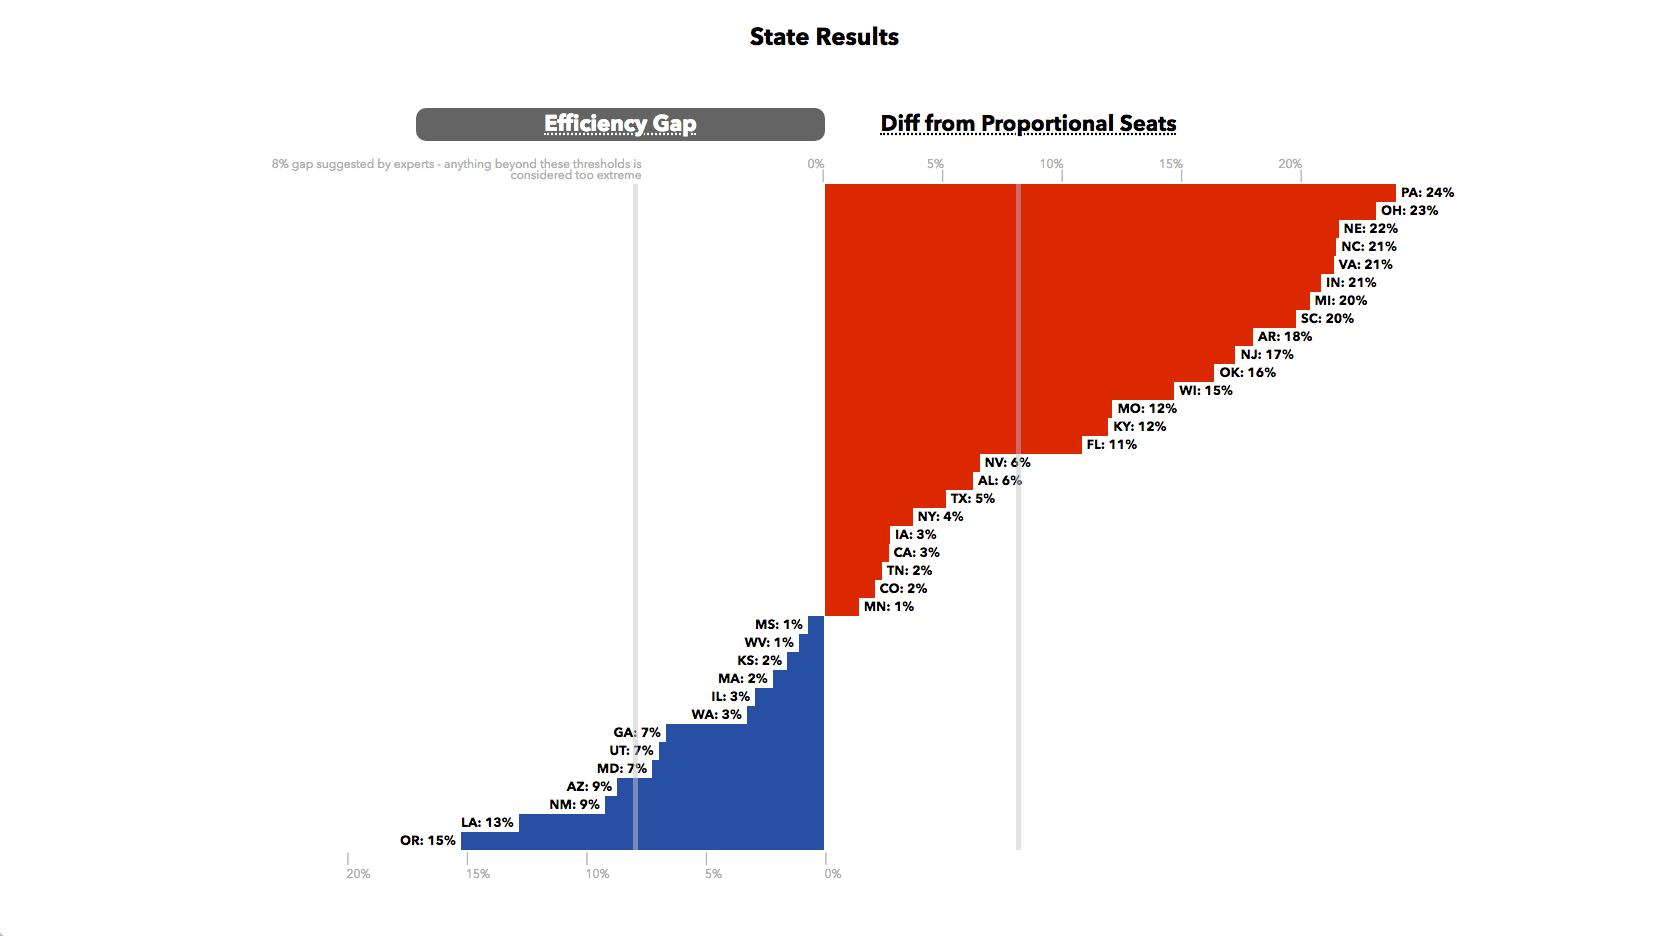 State Results
Efficiency Gap
Diff from Proportional Seats
8% gap suggested by experts - anything beyond these thresholds is
considered too extreme
0%
5%
10%
15%
20%
PA: 24%
OH: 23%
NE: 22%
NC: 21%
VA: 21%
IN: 21%
MI: 20%
SC: 20%
AR: 18%
NJ: 17%
OK: 16%
WI: 15%
MO: 12%
KY: 12%
FL: 11%
NV: 6%
AL: 6%
TX: 5%
NY: 4%
IA: 3%
CA: 3%
TN: 2%
CO: 2%
MN: 1%
MS: 1%
WV: 1%
KS: 2%
MA: 2%
IL: 3%
WA: 3%
GA: 7%
UT: 7%
MD: 7%
AZ: 9%
NM: 9%
LA: 13%
OR: 15%
20%
15%
10%
5%
0%